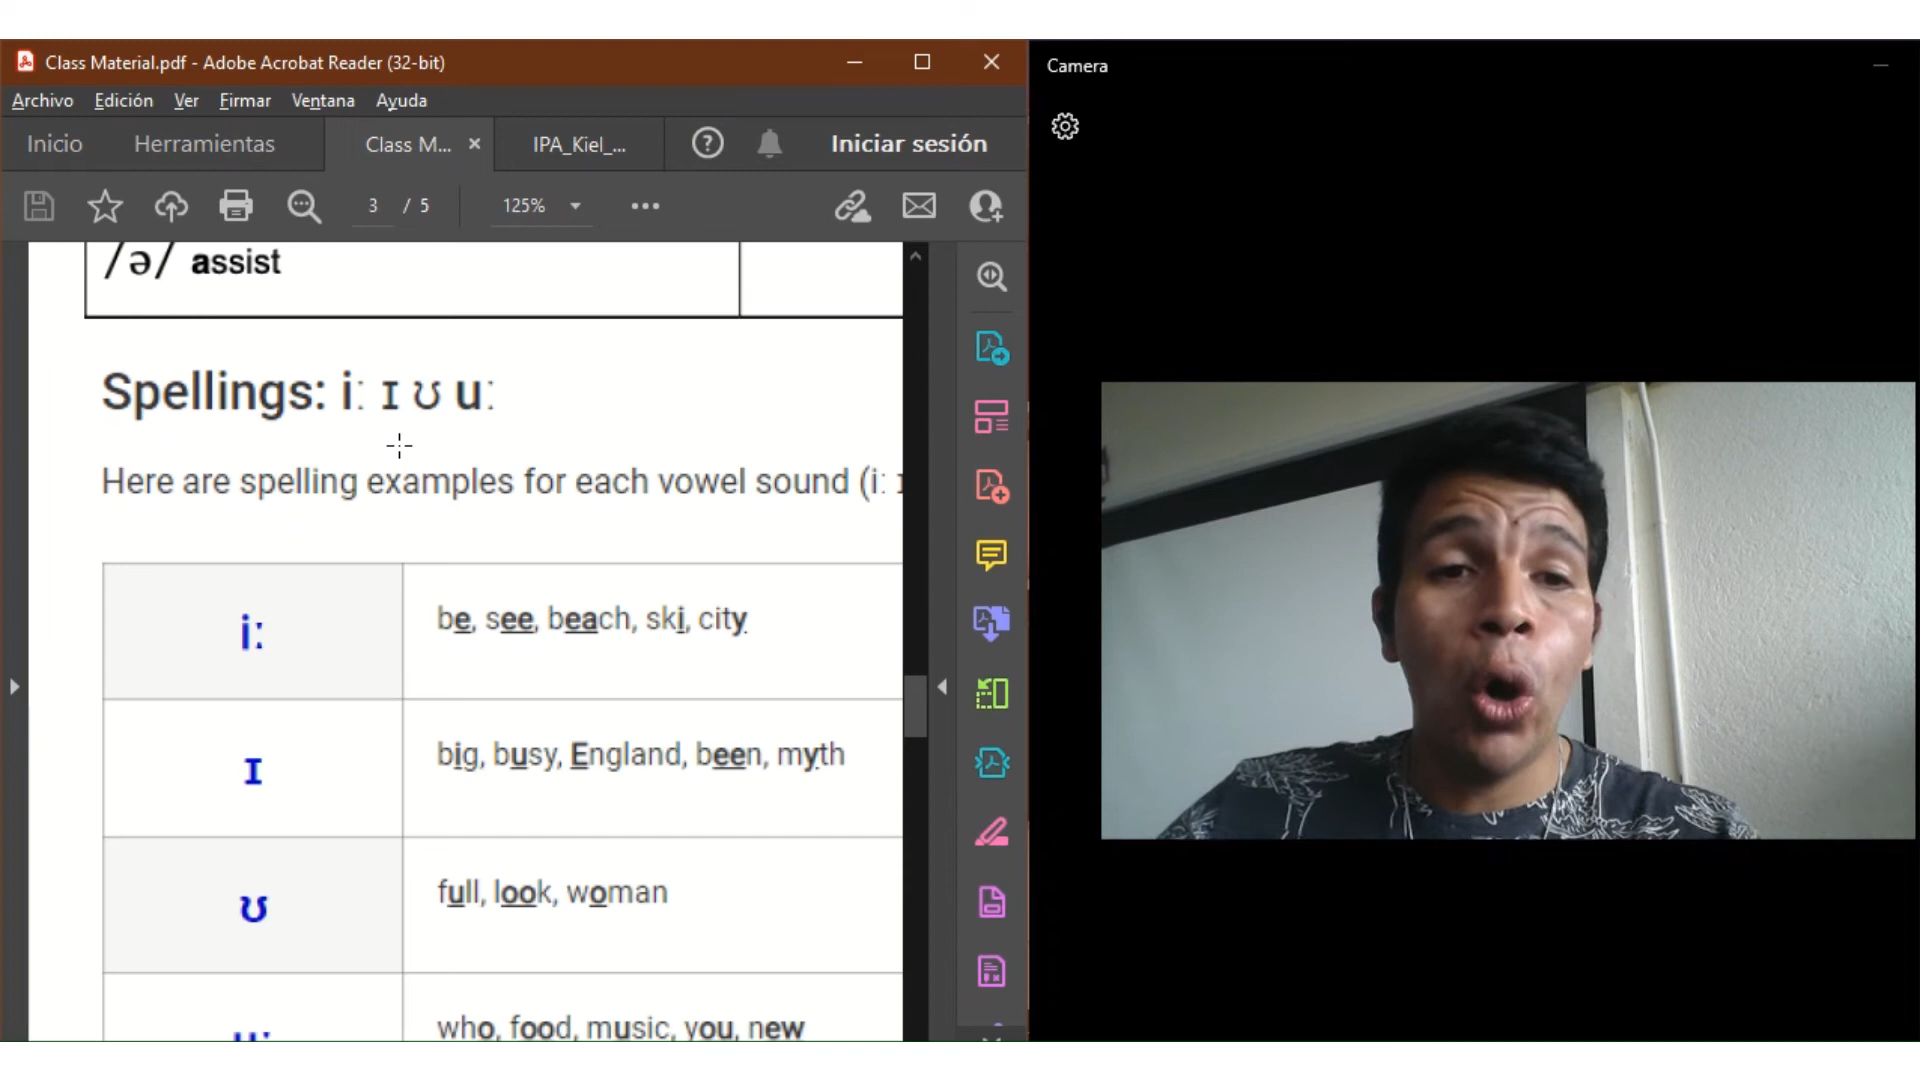 Class Material.pdf - Adobe Acrobat Reader (32-bit)
Camera
Archivo Edición Ver Firmar Ventana Ayuda
Inicio Herramientas Class M... IPA_Kiel_... Iniciar sesión
3 / 5 125%
/ə/ assist
Spellings: iː ɪ ʊ uː
Here are spelling examples for each vowel sound (iː
iː be, see, beach, ski, city
ɪ big, busy, England, been, myth
ʊ full, look, woman
who, food, music, you, new